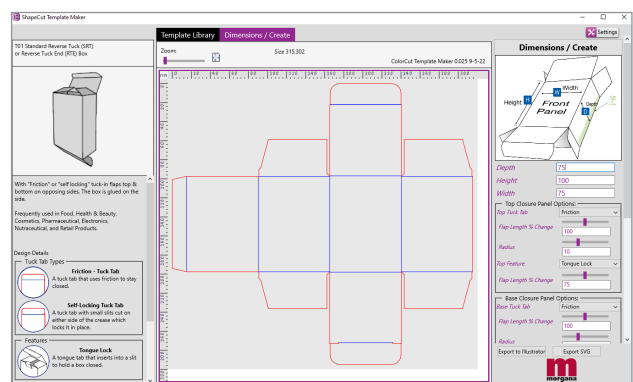 ShapeCut Template Maker
Template Library
Dimensions / Create
Settings
T01 Standard Reverse Tuck (SRT)
or Reverse Tuck End (RTE) Box
With "Friction" or "self locking" tuck-in flaps top &
bottom on opposing sides. The box is glued on the
side.
Frequently used in Food, Health & Beauty,
Cosmetics, Pharmaceutical, Electronics,
Nutraceutical, and Retail Products.
Design Details
Tuck Tab Types
Friction - Tuck Tab
A tuck tab that uses friction to stay
closed.
Self-Locking Tuck Tab
A tuck tab with small slits cut on
either side of the crease which
locks it in place.
Features
Tongue Lock
A tongue tab that inserts into a slit
to hold a box closed.
Zoom:
Size 315,302
ColorCut Template Maker 0.025 9-5-22
mm
Dimensions / Create
Width
W
Height
H
Front
Panel
Depth
D
Depth
75
Height
100
Width
75
Top Closure Panel Options:
Top Tuck Tab
Friction
Flap Length % Change
100
Radius
10
Top Feature
Tongue Lock
Flap Length % Change
75
Base Closure Panel Options:
Base Tuck Tab
Friction
Flap Length % Change
100
Radius
Export to Illustrator
Export SVG
morgana